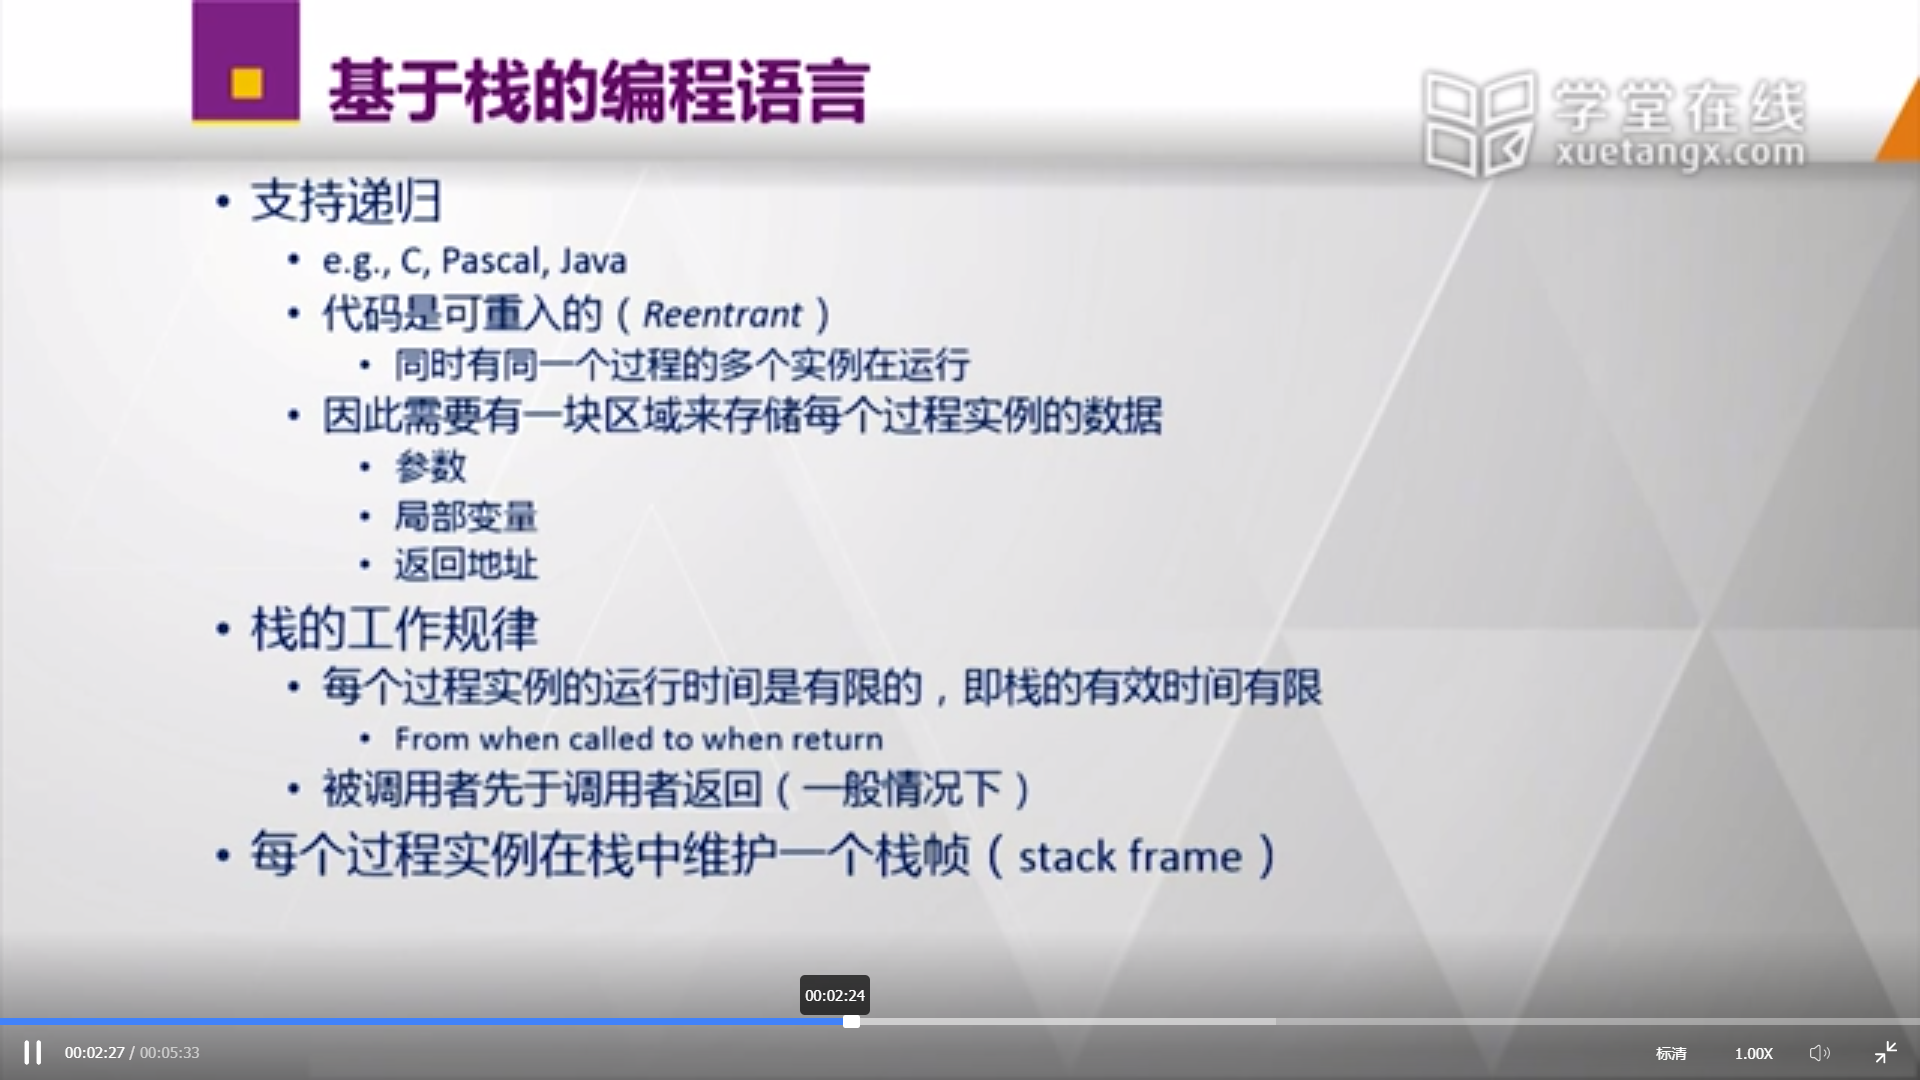 基于栈的编程语言
学堂在线
xuetangx.com
• 支持递归
• e.g., C, Pascal, Java
• 代码是可重入的（Reentrant）
• 同时有同一个过程的多个实例在运行
• 因此需要有一块区域来存储每个过程实例的数据
• 参数
• 局部变量
• 返回地址
• 栈的工作规律
• 每个过程实例的运行时间是有限的，即栈的有效时间有限
• From when called to when return
• 被调用者先于调用者返回（一般情况下）
• 每个过程实例在栈中维护一个栈帧（stack frame）
00:02:24
00:02:27 / 00:05:33
标清
1.00X